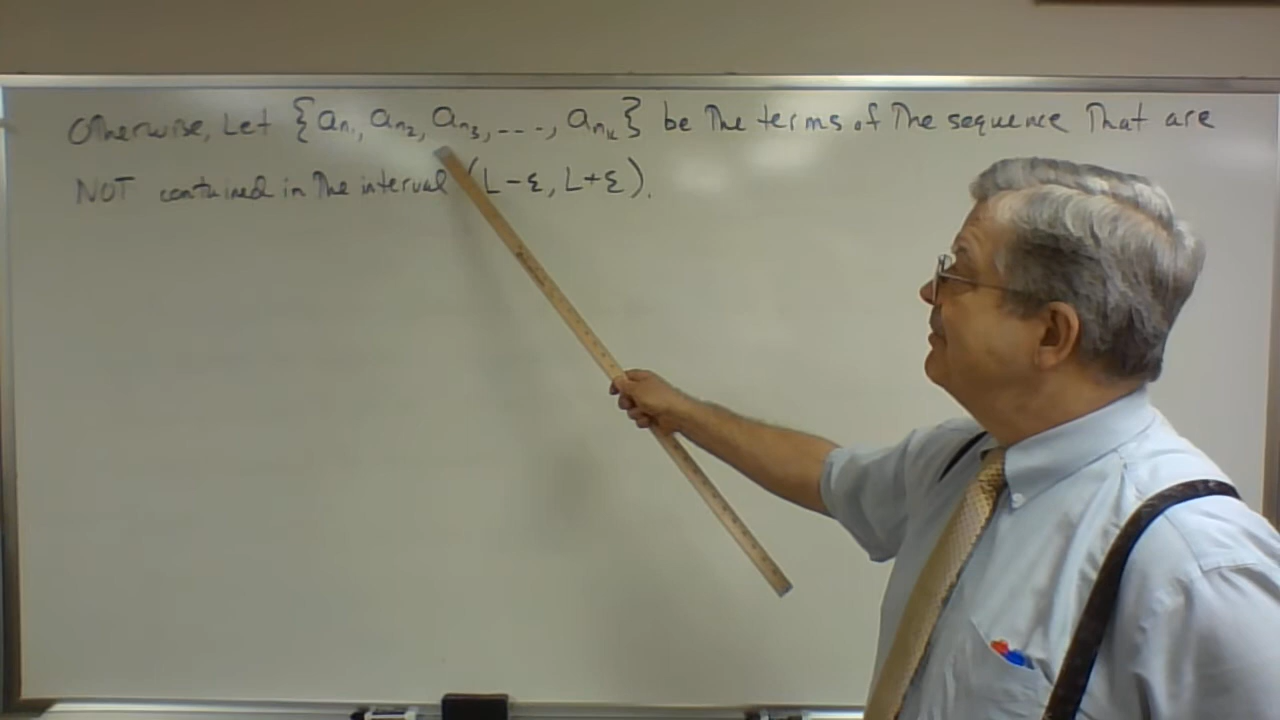 Otherwise, Let {an₁, an₂, an₃, ---, anₖ} be The terms of The sequence That are
NOT contained in The interval (L-ε, L+ε).